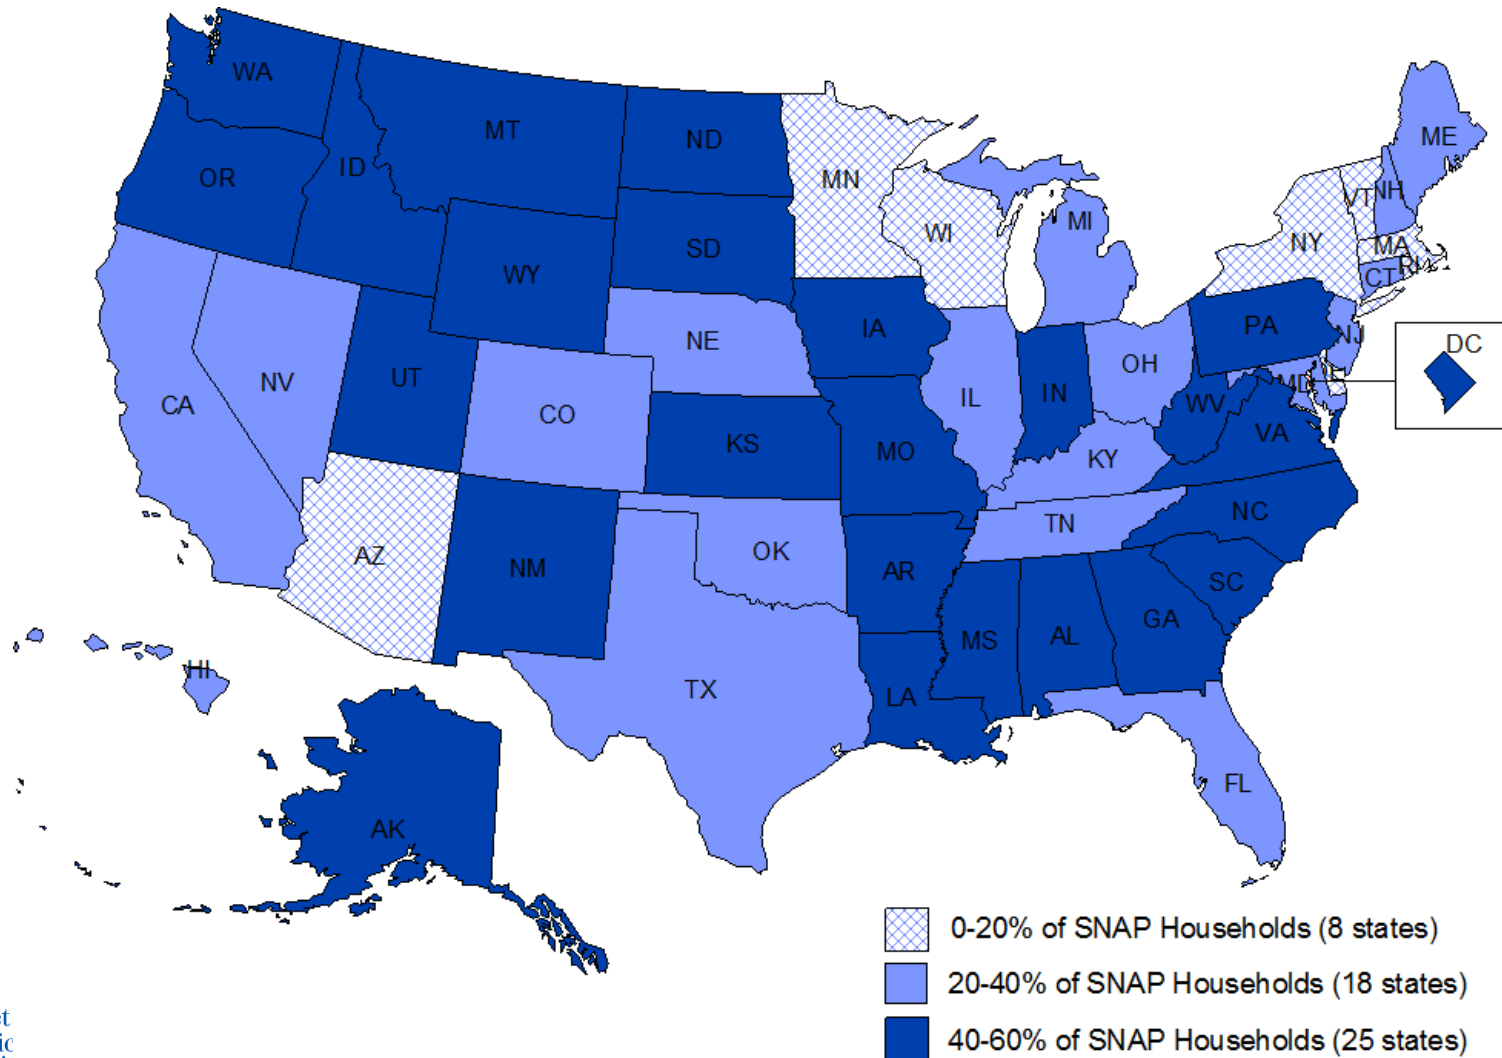 WA
MT
ND
MN
ME
OR
ID
VT
NH
MI
WI
NY
MA
SD
WY
CT
RI
IA
PA
NE
NJ
DC
UT
NV
OH
CA
IN
MD
IL
WV
CO
VA
KS
MO
KY
NC
TN
OK
AZ
NM
AR
SC
GA
AL
MS
HI
TX
LA
FL
AK
0-20% of SNAP Households (8 states)
20-40% of SNAP Households (18 states)
40-60% of SNAP Households (25 states)